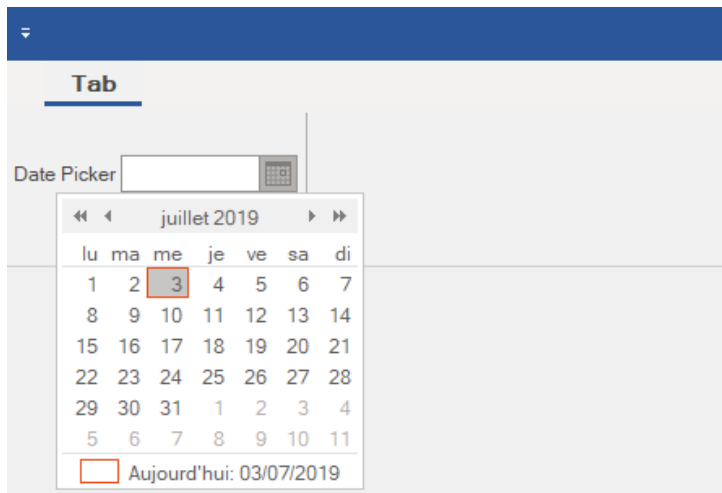 Tab
Date Picker
juillet 2019
lu ma me je ve sa di
1 2 3 4 5 6 7
8 9 10 11 12 13 14
15 16 17 18 19 20 21
22 23 24 25 26 27 28
29 30 31 1 2 3 4
5 6 7 8 9 10 11
Aujourd'hui: 03/07/2019